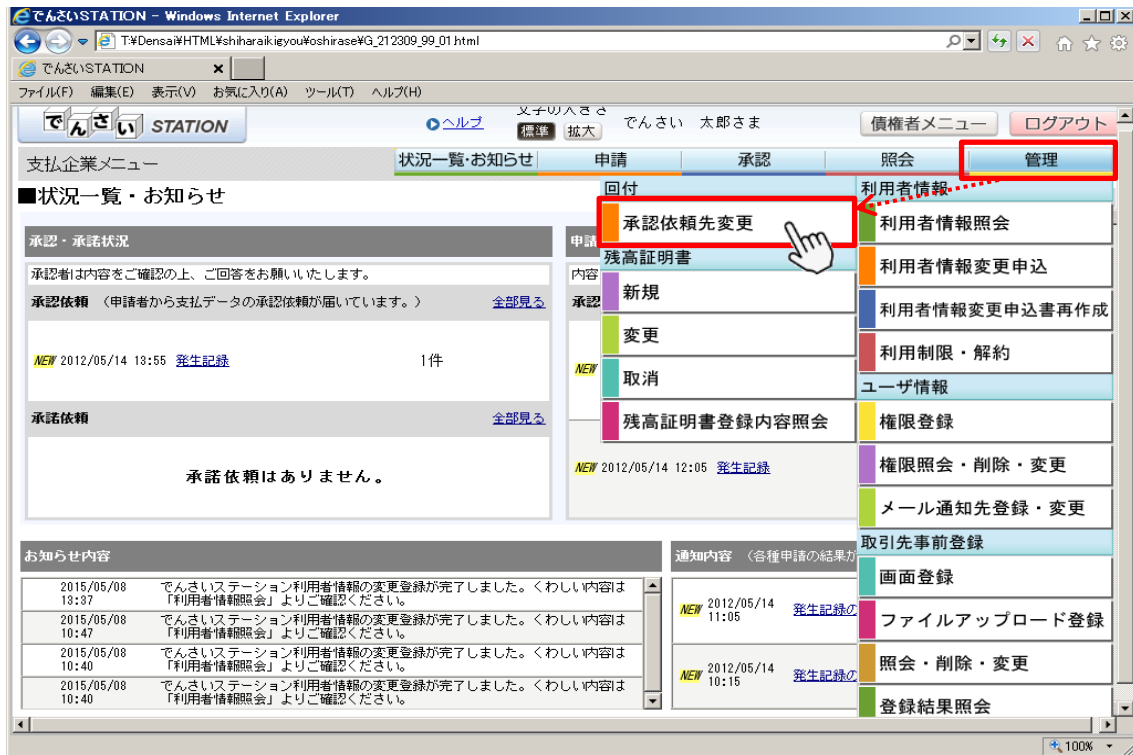 でんさいSTATION - Windows Internet Explorer
T:¥Densai¥HTML¥shiharaikigyou¥oshirase¥G_212309_99_01.html
でんさいSTATION
ファイル(F) 編集(E) 表示(V) お気に入り(A) ツール(T) ヘルプ(H)
でんさい STATION
ヘルプ
文字の大きさ
標準 拡大
でんさい 太郎さま
債権者メニュー
ログアウト
支払企業メニュー
状況一覧・お知らせ 申請 承認 照会 管理
■状況一覧・お知らせ
回付
承認依頼先変更
残高証明書
新規
変更
取消
残高証明書登録内容照会
利用者情報
利用者情報照会
利用者情報変更申込
利用者情報変更申込書再作成
利用制限・解約
ユーザ情報
権限登録
権限照会・削除・変更
メール通知先登録・変更
取引先事前登録
画面登録
ファイルアップロード登録
照会・削除・変更
登録結果照会
承認・承諾状況
承認者は内容をご確認の上、ご回答をお願いいたします。
承認依頼 (申請者から支払データの承認依頼が届いています。) 全部見る
NEW 2012/05/14 13:55 発生記録 1件
承諾依頼 全部見る
承諾依頼はありません。
申請
内容
承認
NEW
NEW 2012/05/14 12:05 発生記録
お知らせ内容
2015/05/08 13:37 でんさいステーション利用者情報の変更登録が完了しました。くわしい内容は
「利用者情報照会」よりご確認ください。
2015/05/08 10:47 でんさいステーション利用者情報の変更登録が完了しました。くわしい内容は
「利用者情報照会」よりご確認ください。
2015/05/08 10:40 でんさいステーション利用者情報の変更登録が完了しました。くわしい内容は
「利用者情報照会」よりご確認ください。
2015/05/08 10:40 でんさいステーション利用者情報の変更登録が完了しました。くわしい内容は
「利用者情報照会」よりご確認ください。
通知内容 (各種申請の結果が
NEW 2012/05/14 11:05 発生記録の
NEW 2012/05/14 10:15 発生記録の
100%